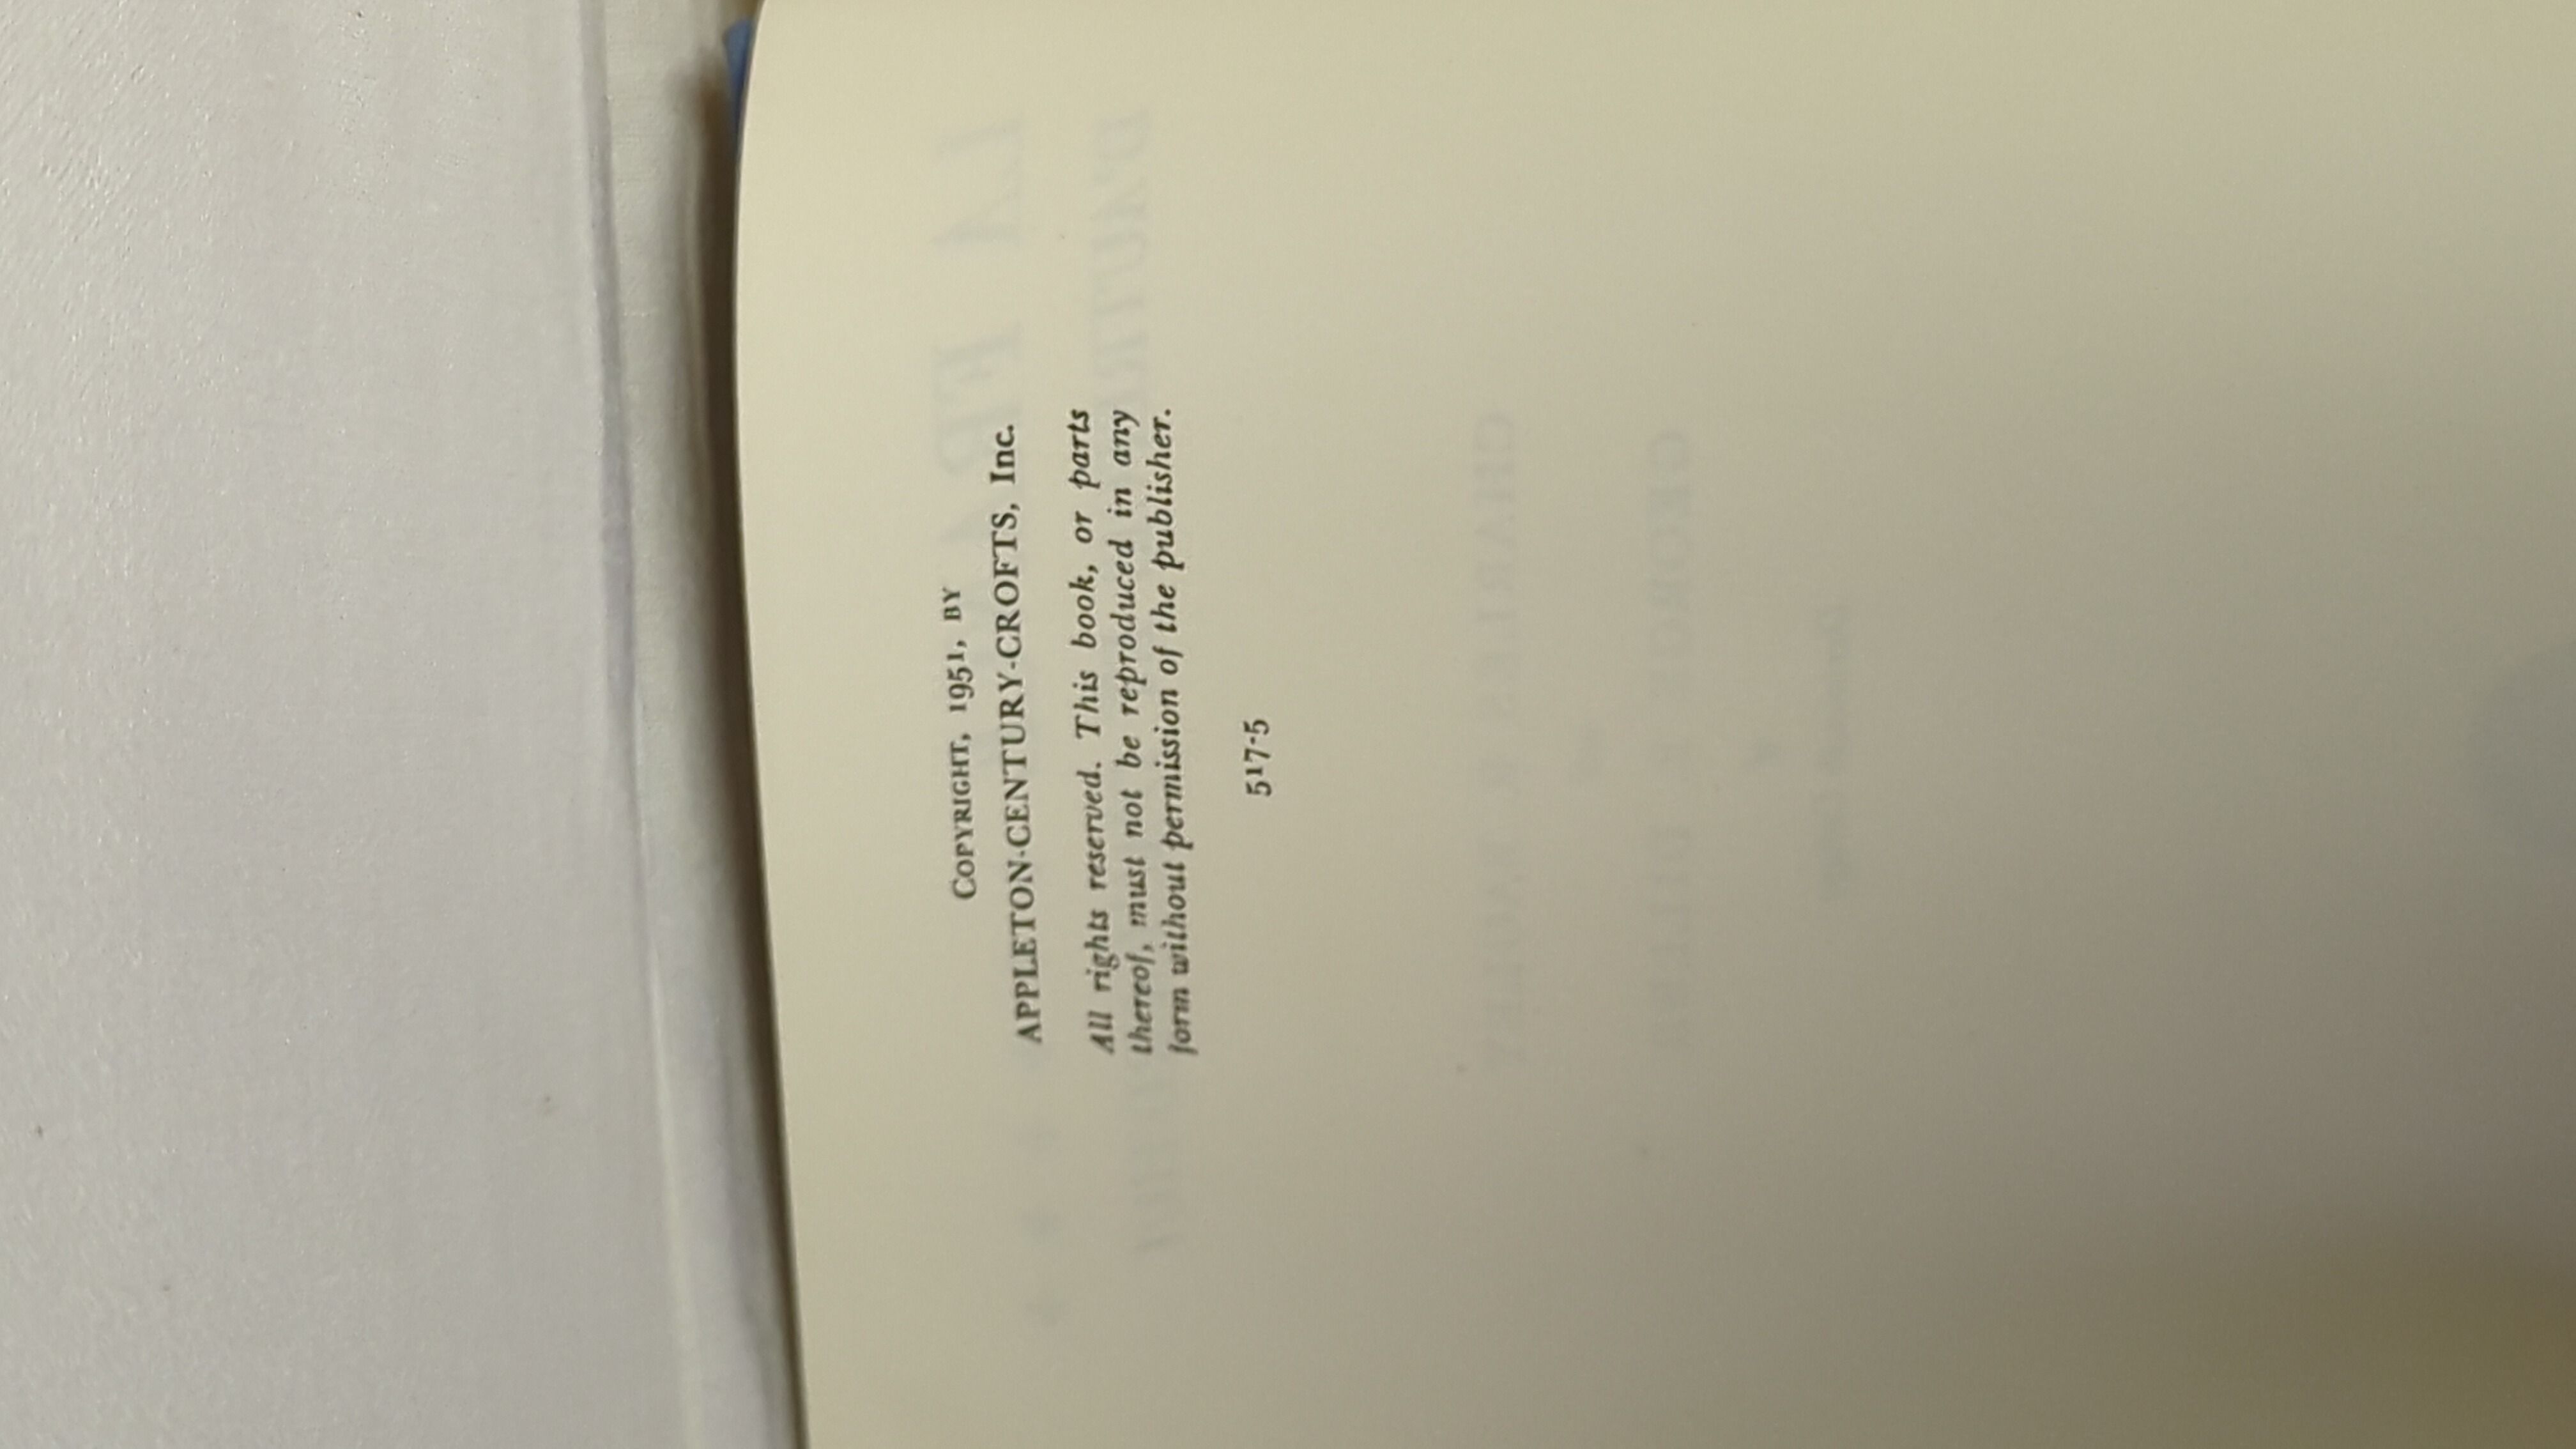 COPYRIGHT, 1951, BY
APPLETON-CENTURY-CROFTS, Inc.
All rights reserved. This book, or parts
thereof, must not be reproduced in any
form without permission of the publisher.
517-5